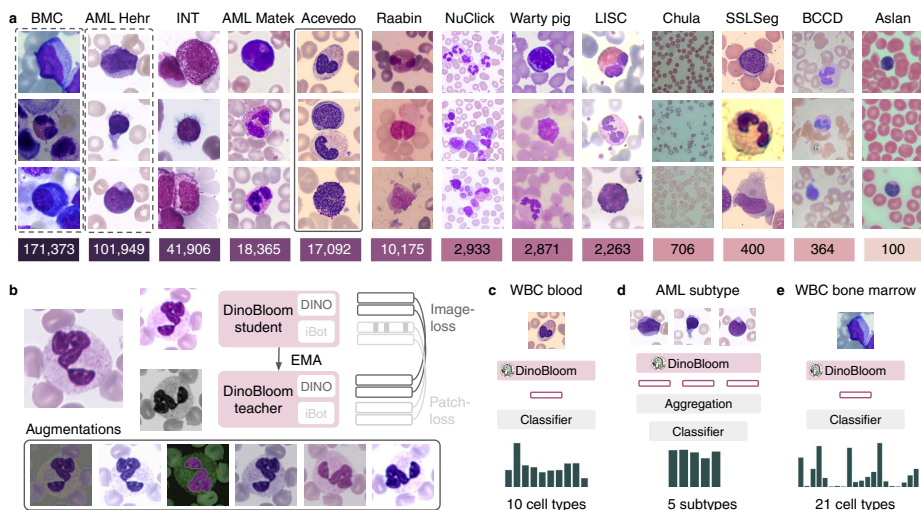 a
BMC AML Hehr INT AML Matek Acevedo Raabin NuClick Warty pig LISC Chula SSLSeg BCCD Aslan
171,373 101,949 41,906 18,365 17,092 10,175 2,933 2,871 2,263 706 400 364 100
b
DinoBloom
student
DINO
iBot
EMA
DinoBloom
teacher
DINO
iBot
Image-
loss
Patch-
loss
Augmentations
c WBC blood
DinoBloom
Classifier
10 cell types
d AML subtype
DinoBloom
Aggregation
Classifier
5 subtypes
e WBC bone marrow
DinoBloom
Classifier
21 cell types